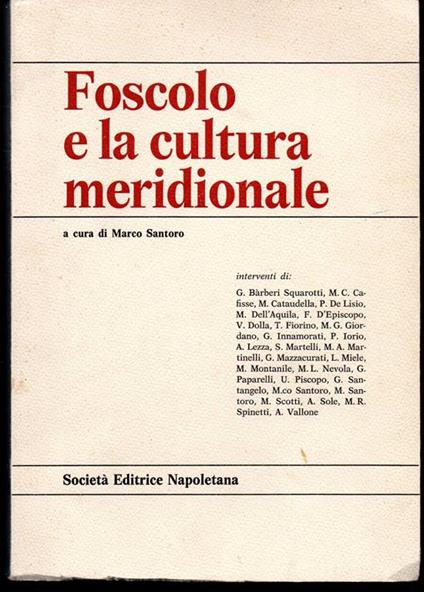 Foscolo
e la cultura
meridionale
a cura di Marco Santoro
interventi di:
G. Bàrberi Squarotti, M. C. Ca-
fisse, M. Cataudella, P. De Lisio,
M. Dell'Aquila, F. D'Episcopo,
V. Dolla, T. Fiorino, M. G. Gior-
dano, G. Innamorati, P. Iorio,
A. Lezza, S. Martelli, M. A. Mar-
tinelli, G. Mazzacurati, L. Miele,
M. Montanile, M. L. Nevola, G.
Paparelli, U. Piscopo, G. San-
tangelo, M.co Santoro, M. San-
toro, M. Scotti, A. Sole, M. R.
Spinetti, A. Vallone
Società Editrice Napoletana